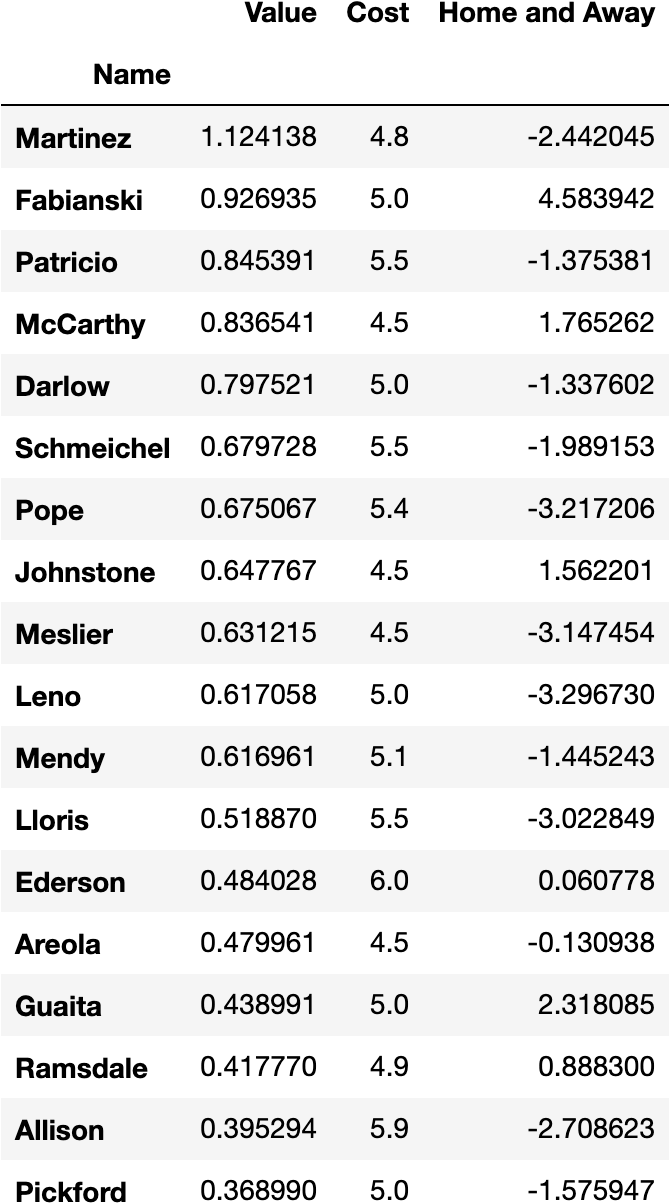 Value Cost Home and Away
Name
Martinez 1.124138 4.8 -2.442045
Fabianski 0.926935 5.0 4.583942
Patricio 0.845391 5.5 -1.375381
McCarthy 0.836541 4.5 1.765262
Darlow 0.797521 5.0 -1.337602
Schmeichel 0.679728 5.5 -1.989153
Pope 0.675067 5.4 -3.217206
Johnstone 0.647767 4.5 1.562201
Meslier 0.631215 4.5 -3.147454
Leno 0.617058 5.0 -3.296730
Mendy 0.616961 5.1 -1.445243
Lloris 0.518870 5.5 -3.022849
Ederson 0.484028 6.0 0.060778
Areola 0.479961 4.5 -0.130938
Guaita 0.438991 5.0 2.318085
Ramsdale 0.417770 4.9 0.888300
Allison 0.395294 5.9 -2.708623
Pickford 0.368990 5.0 -1.575947